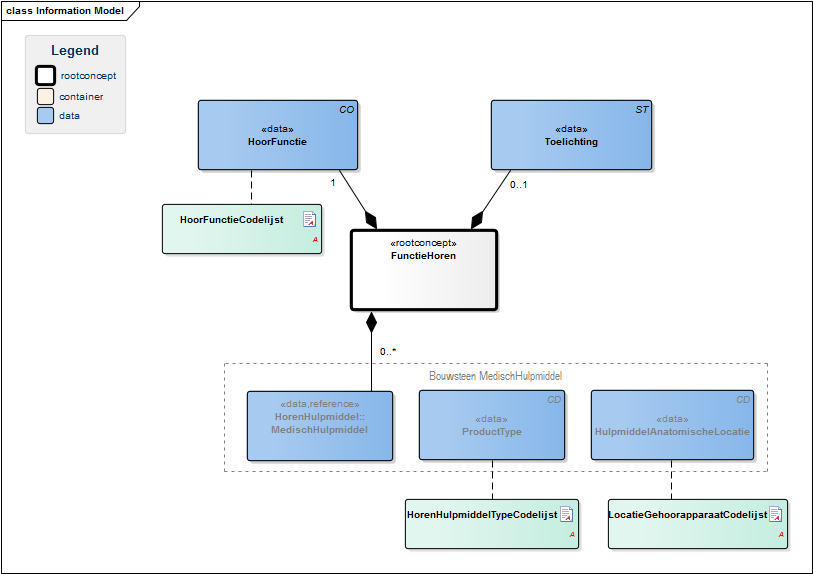 class Information Model
Legend
rootconcept
container
data
CO
«data»
HoorFunctie
ST
«data»
Toelichting
1
0..1
HoorFunctieCodelijst
A
«rootconcept»
FunctieHoren
0..*
Bouwsteen MedischHulpmiddel
«data,reference»
HorenHulpmiddel::
MedischHulpmiddel
CD
«data»
ProductType
CD
«data»
HulpmiddelAnatomischeLocatie
HorenHulpmiddelTypeCodelijst
A
LocatieGehoorapparaatCodelijst
A